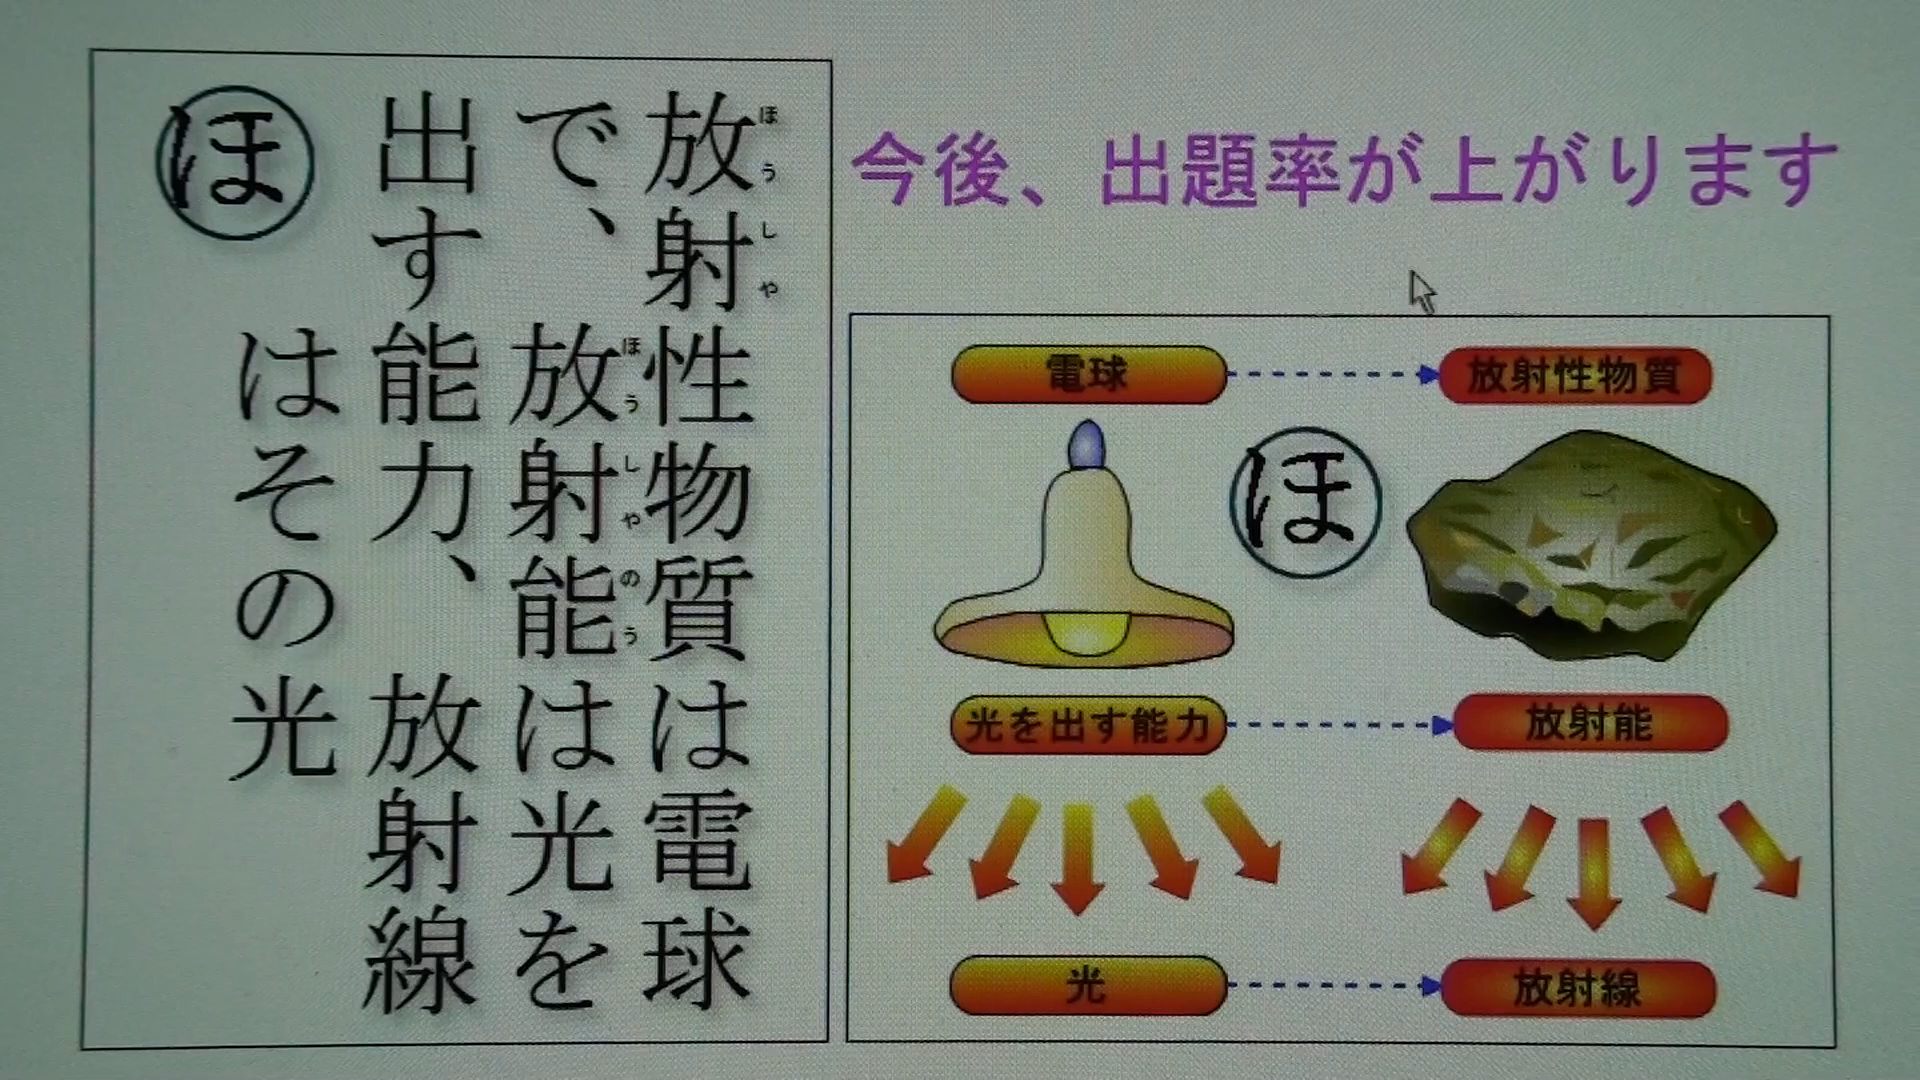 放射性物質は電球
で、放射能は光を
出す能力、放射線
はその光
ほ
ほうしゃ
ほうしゃのう
今後、出題率が上がります
電球
放射性物質
ほ
光を出す能力
放射能
光
放射線